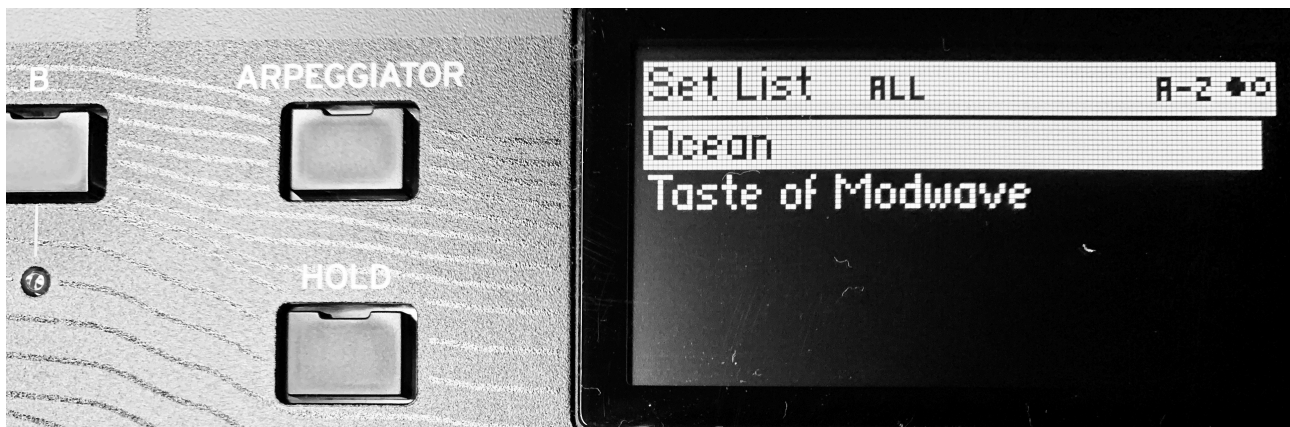 B
ARPEGGIATOR
HOLD
Set List ALL A-Z
Ocean
Taste of Modwave